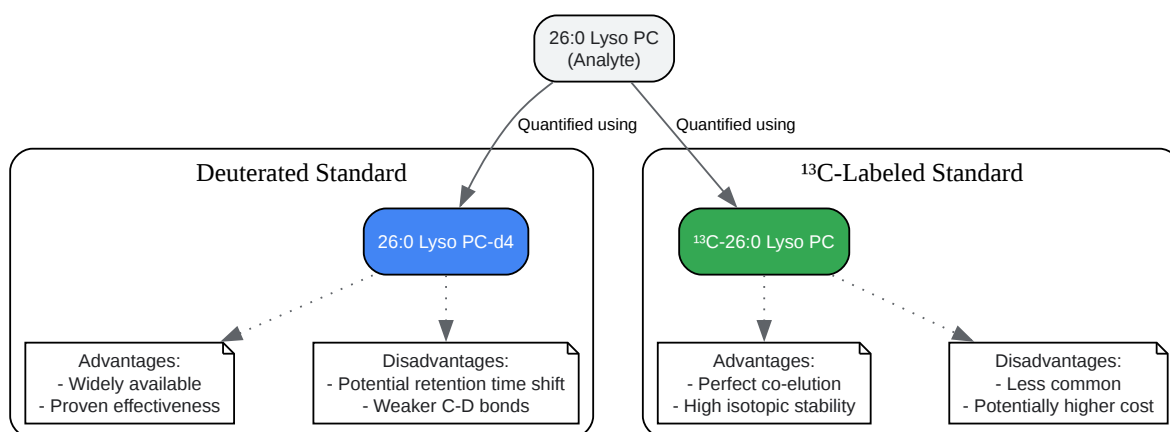 26:0 Lyso PC
(Analyte)
Quantified using
Quantified using
Deuterated Standard
¹³C-Labeled Standard
26:0 Lyso PC-d4
¹³C-26:0 Lyso PC
Advantages:
- Widely available
- Proven effectiveness
Disadvantages:
- Potential retention time shift
- Weaker C-D bonds
Advantages:
- Perfect co-elution
- High isotopic stability
Disadvantages:
- Less common
- Potentially higher cost